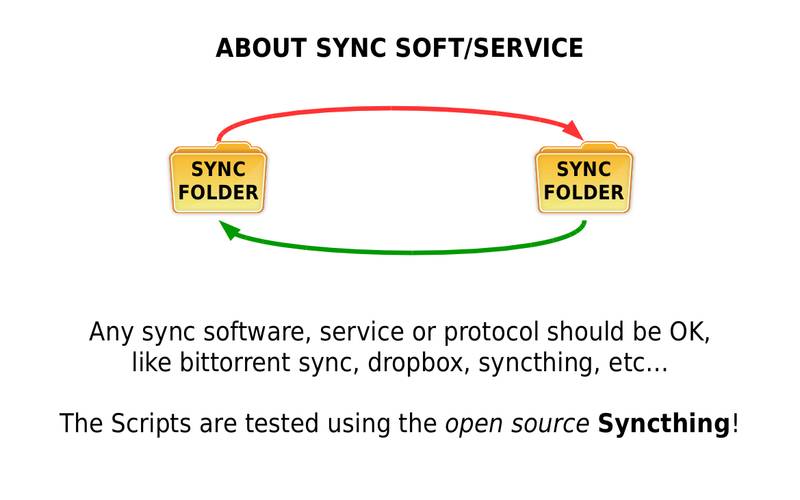 ABOUT SYNC SOFT/SERVICE
SYNC
FOLDER
SYNC
FOLDER
Any sync software, service or protocol should be OK,
like bittorrent sync, dropbox, syncthing, etc...
The Scripts are tested using the open source Syncthing!